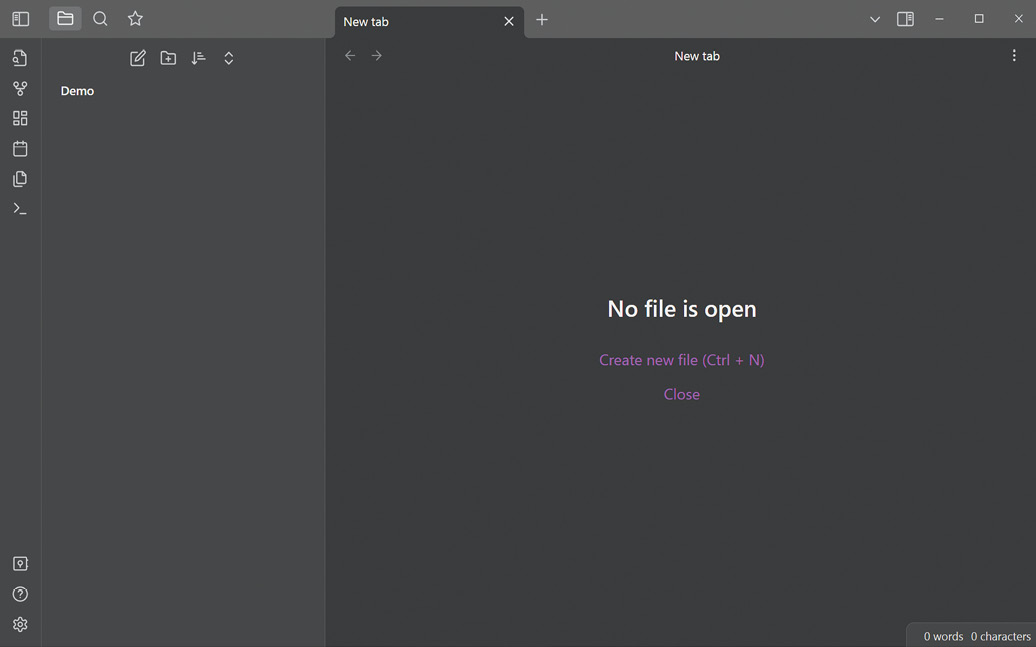 New tab
New tab
Demo
No file is open
Create new file (Ctrl + N)
Close
0 words 0 characters